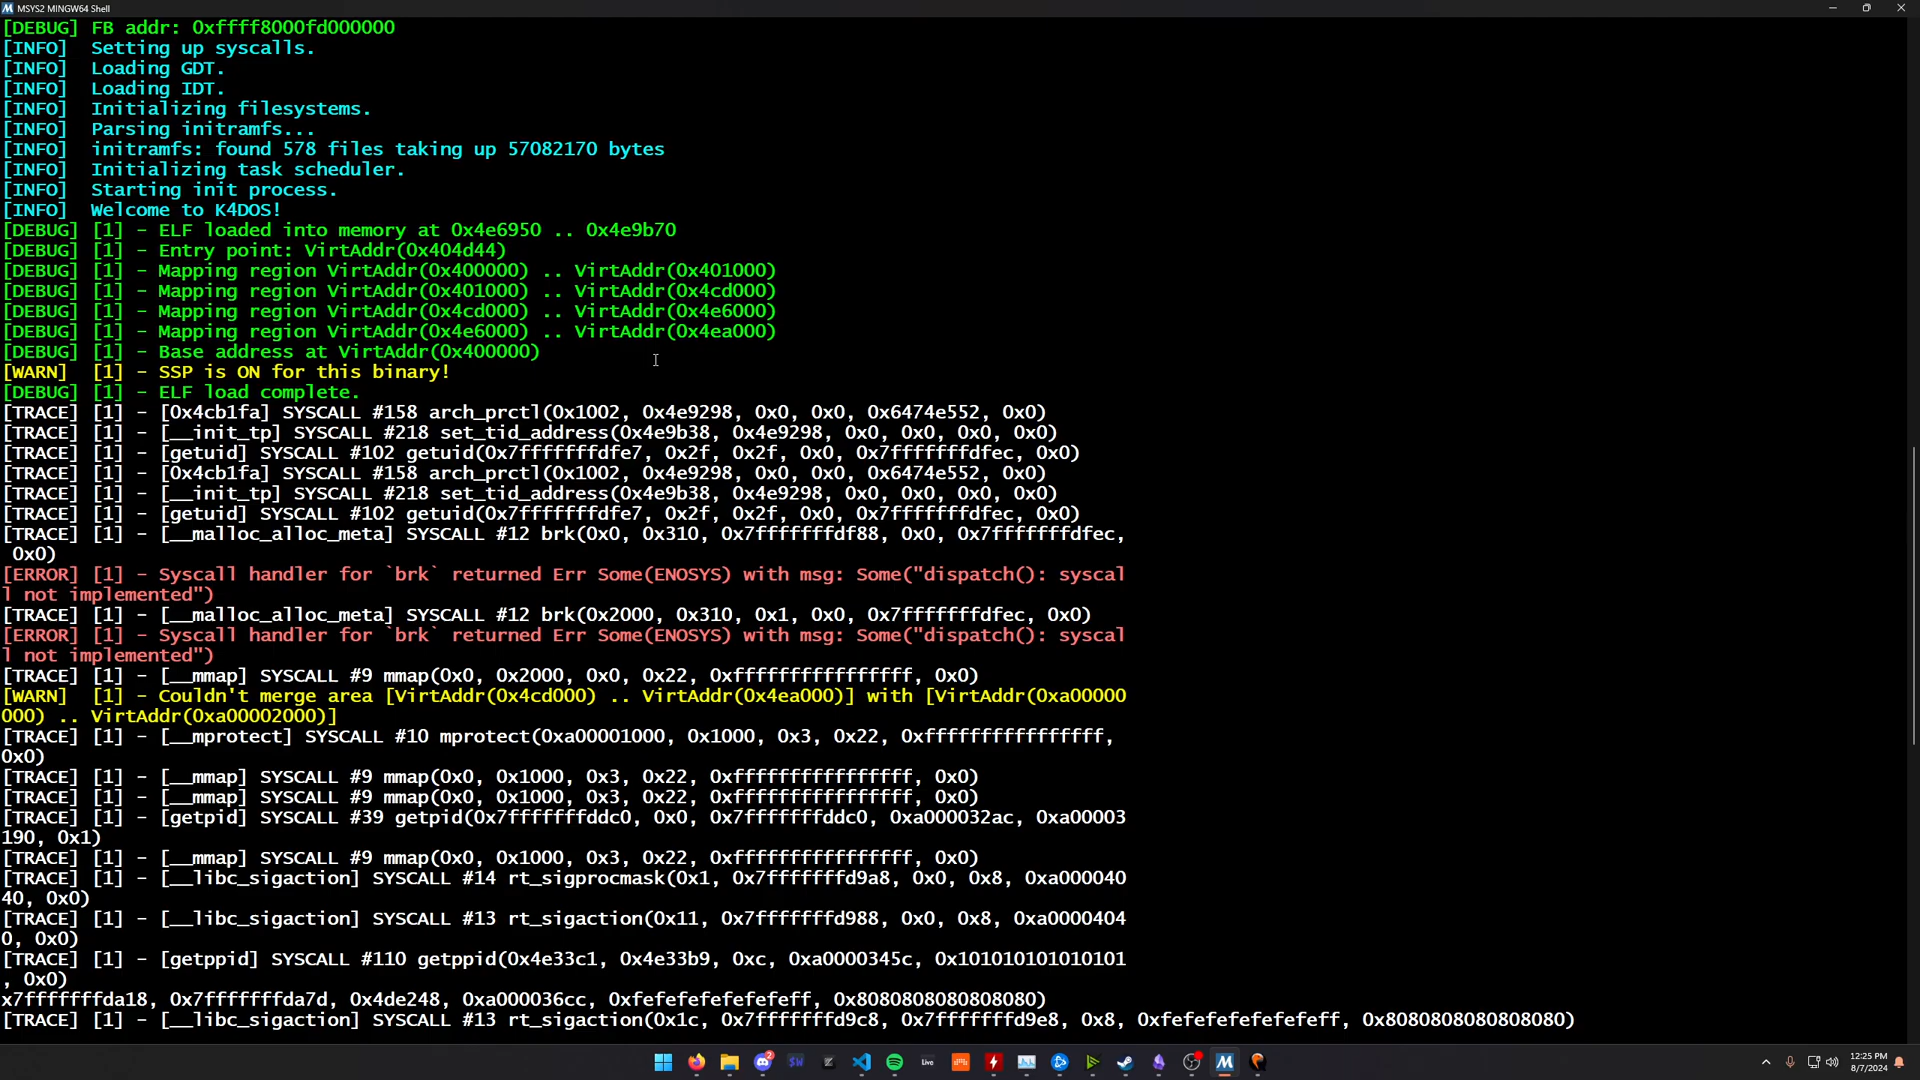 MSYS2 MINGW64 Shell
[DEBUG] FB addr: 0xffff8000fd000000
[INFO]  Setting up syscalls.
[INFO]  Loading GDT.
[INFO]  Loading IDT.
[INFO]  Initializing filesystems.
[INFO]  Parsing initramfs...
[INFO]  initramfs: found 578 files taking up 57082170 bytes
[INFO]  Initializing task scheduler.
[INFO]  Starting init process.
[INFO]  Welcome to K4DOS!
[DEBUG] [1] - ELF loaded into memory at 0x4e6950 .. 0x4e9b70
[DEBUG] [1] - Entry point: VirtAddr(0x404d44)
[DEBUG] [1] - Mapping region VirtAddr(0x400000) .. VirtAddr(0x401000)
[DEBUG] [1] - Mapping region VirtAddr(0x401000) .. VirtAddr(0x4cd000)
[DEBUG] [1] - Mapping region VirtAddr(0x4cd000) .. VirtAddr(0x4e6000)
[DEBUG] [1] - Mapping region VirtAddr(0x4e6000) .. VirtAddr(0x4ea000)
[DEBUG] [1] - Base address at VirtAddr(0x400000)
[WARN]  [1] - SSP is ON for this binary!
[DEBUG] [1] - ELF load complete.
[TRACE] [1] - [0x4cb1fa] SYSCALL #158 arch_prctl(0x1002, 0x4e9298, 0x0, 0x0, 0x6474e552, 0x0)
[TRACE] [1] - [__init_tp] SYSCALL #218 set_tid_address(0x4e9b38, 0x4e9298, 0x0, 0x0, 0x0, 0x0)
[TRACE] [1] - [getuid] SYSCALL #102 getuid(0x7fffffffdfe7, 0x2f, 0x2f, 0x0, 0x7fffffffdfec, 0x0)
[TRACE] [1] - [0x4cb1fa] SYSCALL #158 arch_prctl(0x1002, 0x4e9298, 0x0, 0x0, 0x6474e552, 0x0)
[TRACE] [1] - [__init_tp] SYSCALL #218 set_tid_address(0x4e9b38, 0x4e9298, 0x0, 0x0, 0x0, 0x0)
[TRACE] [1] - [getuid] SYSCALL #102 getuid(0x7fffffffdfe7, 0x2f, 0x2f, 0x0, 0x7fffffffdfec, 0x0)
[TRACE] [1] - [__malloc_alloc_meta] SYSCALL #12 brk(0x0, 0x310, 0x7fffffffdf88, 0x0, 0x7fffffffdfec,
 0x0)
[ERROR] [1] - Syscall handler for `brk` returned Err Some(ENOSYS) with msg: Some("dispatch(): syscal
l not implemented")
[TRACE] [1] - [__malloc_alloc_meta] SYSCALL #12 brk(0x2000, 0x310, 0x1, 0x0, 0x7fffffffdfec, 0x0)
[ERROR] [1] - Syscall handler for `brk` returned Err Some(ENOSYS) with msg: Some("dispatch(): syscal
l not implemented")
[TRACE] [1] - [__mmap] SYSCALL #9 mmap(0x0, 0x2000, 0x0, 0x22, 0xffffffffffffffff, 0x0)
[WARN]  [1] - Couldn't merge area [VirtAddr(0x4cd000) .. VirtAddr(0x4ea000)] with [VirtAddr(0xa00000
000) .. VirtAddr(0xa00002000)]
[TRACE] [1] - [__mprotect] SYSCALL #10 mprotect(0xa00001000, 0x1000, 0x3, 0x22, 0xffffffffffffffff,
0x0)
[TRACE] [1] - [__mmap] SYSCALL #9 mmap(0x0, 0x1000, 0x3, 0x22, 0xffffffffffffffff, 0x0)
[TRACE] [1] - [__mmap] SYSCALL #9 mmap(0x0, 0x1000, 0x3, 0x22, 0xffffffffffffffff, 0x0)
[TRACE] [1] - [getpid] SYSCALL #39 getpid(0x7fffffffddc0, 0x0, 0x7fffffffddc0, 0xa000032ac, 0xa00003
190, 0x1)
[TRACE] [1] - [__mmap] SYSCALL #9 mmap(0x0, 0x1000, 0x3, 0x22, 0xffffffffffffffff, 0x0)
[TRACE] [1] - [__libc_sigaction] SYSCALL #14 rt_sigprocmask(0x1, 0x7fffffffd9a8, 0x0, 0x8, 0xa000040
40, 0x0)
[TRACE] [1] - [__libc_sigaction] SYSCALL #13 rt_sigaction(0x11, 0x7fffffffd988, 0x0, 0x8, 0xa0000404
0, 0x0)
[TRACE] [1] - [getppid] SYSCALL #110 getppid(0x4e33c1, 0x4e33b9, 0xc, 0xa0000345c, 0x101010101010101
, 0x0)
x7fffffffda18, 0x7fffffffda7d, 0x4de248, 0xa000036cc, 0xfefefefefefefeff, 0x8080808080808080)
[TRACE] [1] - [__libc_sigaction] SYSCALL #13 rt_sigaction(0x1c, 0x7fffffffd9c8, 0x7fffffffd9e8, 0x8, 0xfefefefefefefeff, 0x8080808080808080)
2
SW
Live
12:25 PM
8/7/2024